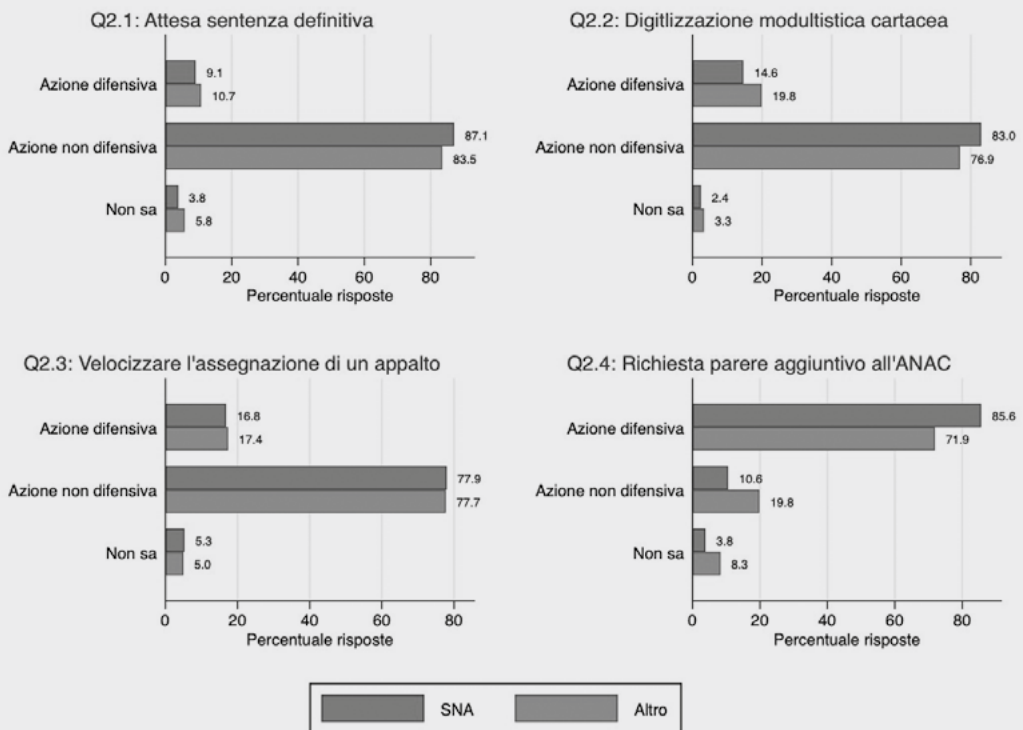 Q2.1: Attesa sentenza definitiva
Azione difensiva
9.1
10.7
Azione non difensiva
87.1
83.5
Non sa
3.8
5.8
0 20 40 60 80
Percentuale risposte
Q2.2: Digitlizzazione modultistica cartacea
Azione difensiva
14.6
19.8
Azione non difensiva
83.0
76.9
Non sa
2.4
3.3
0 20 40 60 80
Percentuale risposte
Q2.3: Velocizzare l'assegnazione di un appalto
Azione difensiva
16.8
17.4
Azione non difensiva
77.9
77.7
Non sa
5.3
5.0
0 20 40 60 80
Percentuale risposte
Q2.4: Richiesta parere aggiuntivo all'ANAC
Azione difensiva
85.6
71.9
Azione non difensiva
10.6
19.8
Non sa
3.8
8.3
0 20 40 60 80
Percentuale risposte
SNA Altro